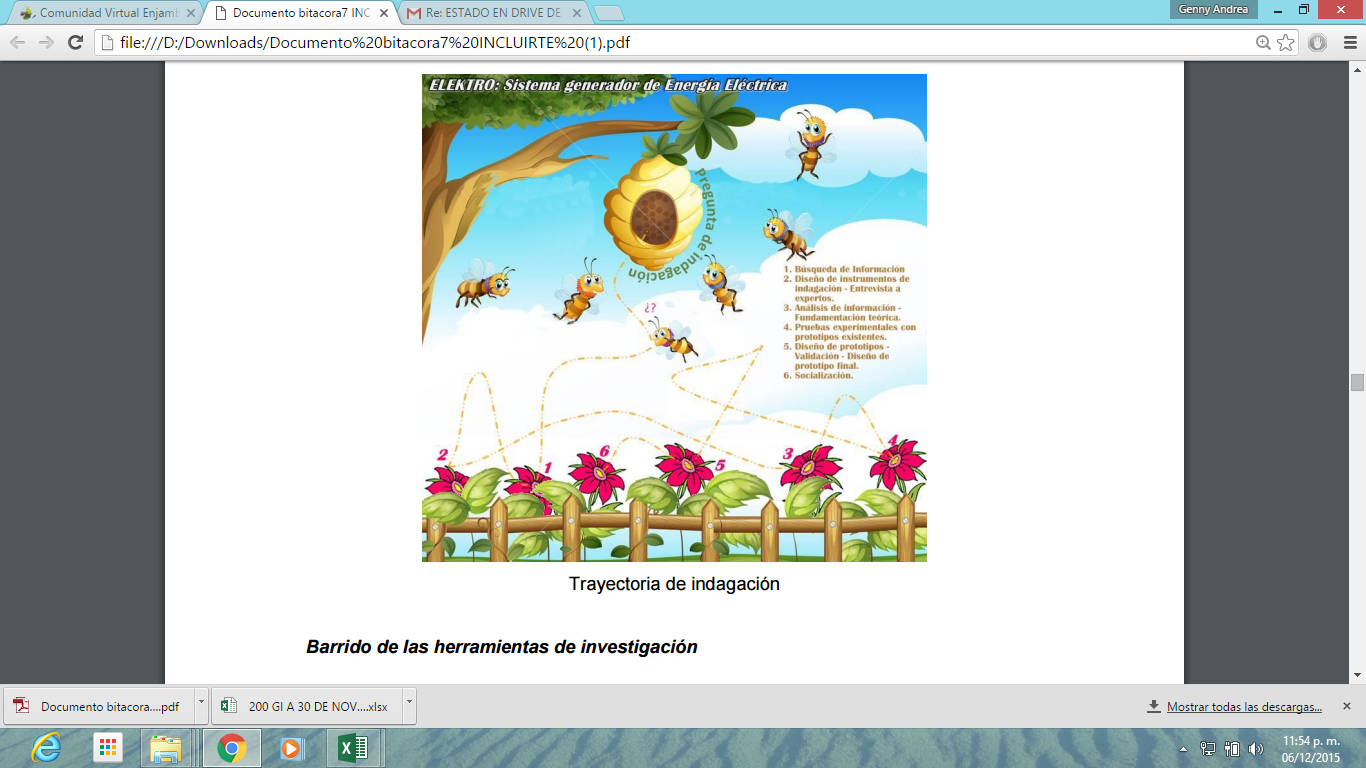 Comunidad Virtual Enjamb
Documento bitacora7 INC
Re: ESTADO EN DRIVE DE
Genny Andrea
file:///D:/Downloads/Documento%20bitacora7%20INCLUIRTE%20(1).pdf
ELEKTRO: Sistema generador de Energía Eléctrica
Pregunta de indagación
¿?
1. Búsqueda de Información
2. Diseño de instrumentos de
indagación - Entrevista a
expertos.
3. Análisis de información -
Fundamentación teórica.
4. Pruebas experimentales con
prototipos existentes.
5. Diseño de prototipos -
Validación - Diseño de
prototipo final.
6. Socialización.
2
1
6
5
3
4
Trayectoria de indagación
Barrido de las herramientas de investigación
Documento bitacora....pdf
200 GI A 30 DE NOV....xlsx
Mostrar todas las descargas...
11:54 p. m.
06/12/2015